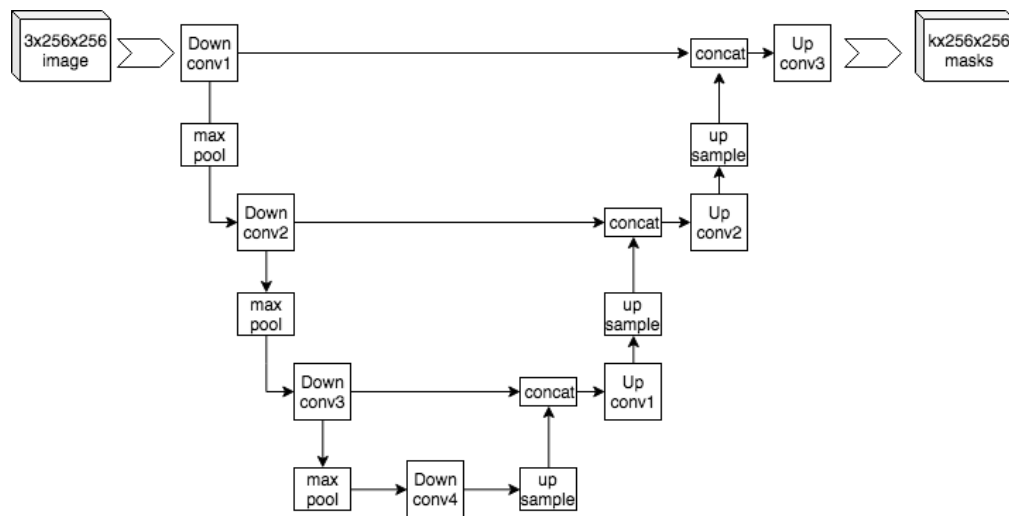 3x256x256
image
Down
conv1
concat
Up
conv3
kx256x256
masks
max
pool
up
sample
Down
conv2
concat
Up
conv2
max
pool
up
sample
Down
conv3
concat
Up
conv1
max
pool
Down
conv4
up
sample